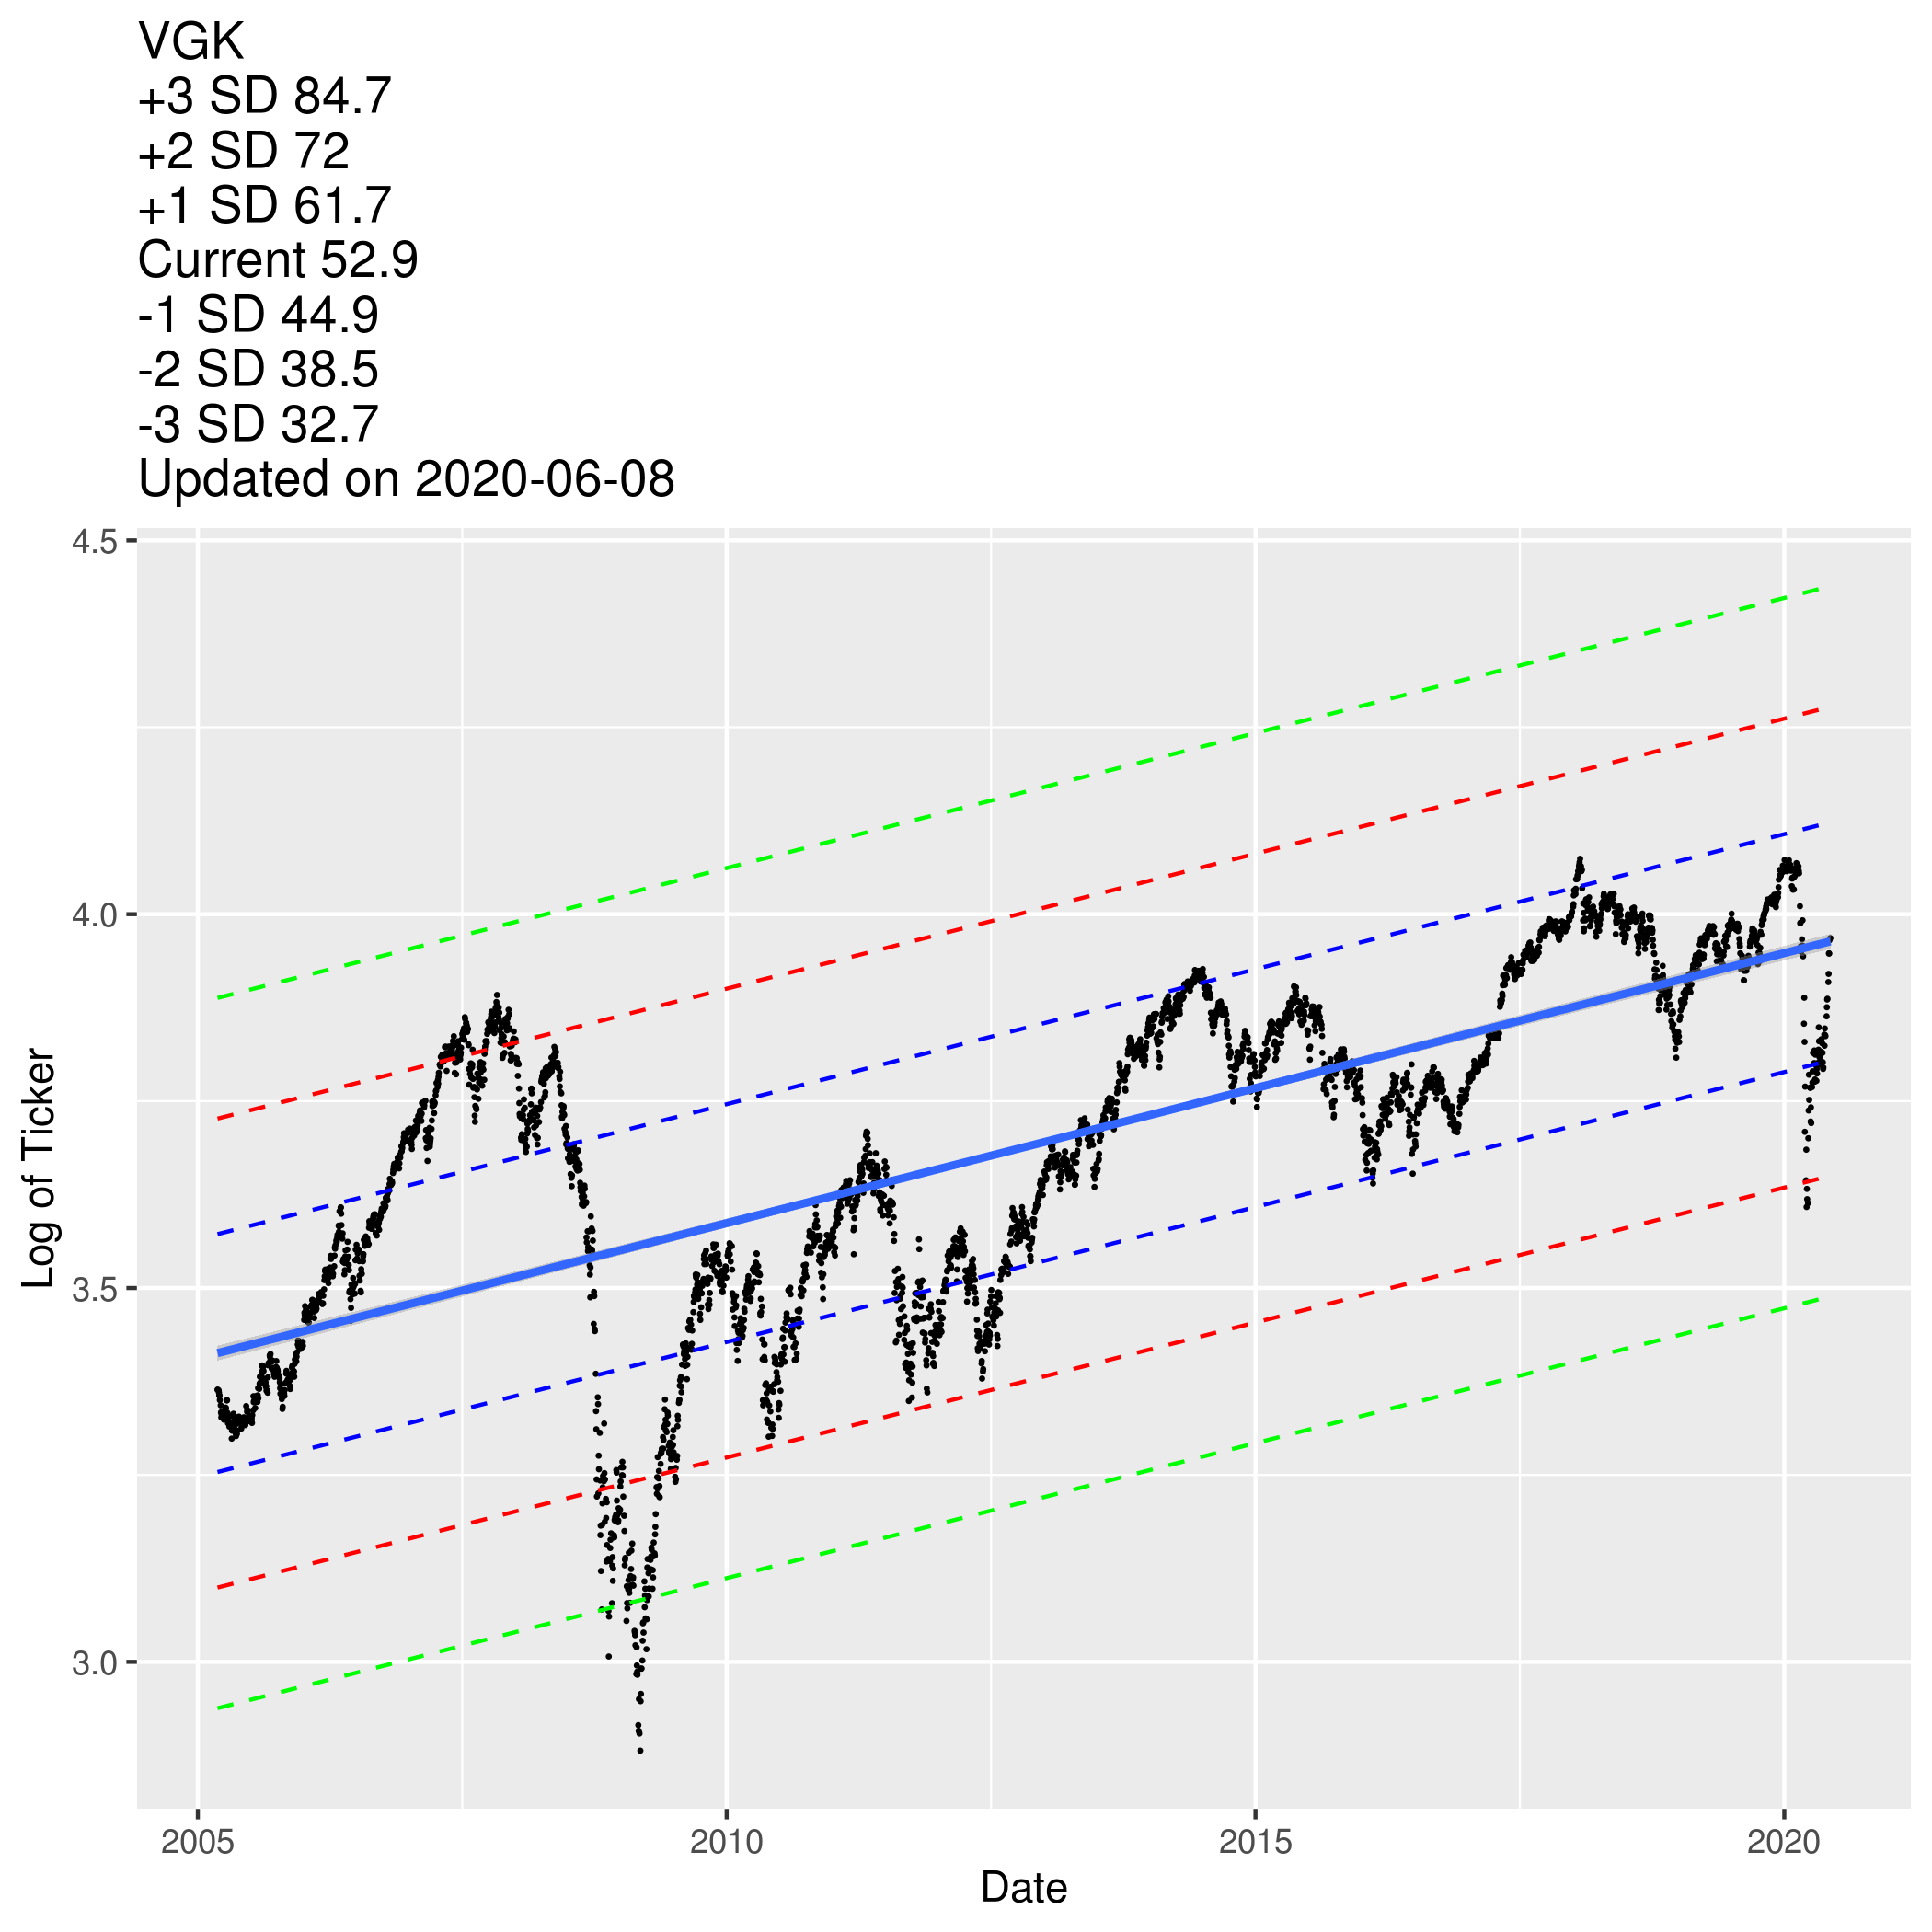 VGK
+3 SD 84.7
+2 SD 72
+1 SD 61.7
Current 52.9
-1 SD 44.9
-2 SD 38.5
-3 SD 32.7
Updated on 2020-06-08
4.5
4.0
3.5
3.0
Log of Ticker
2005 2010 2015 2020
Date